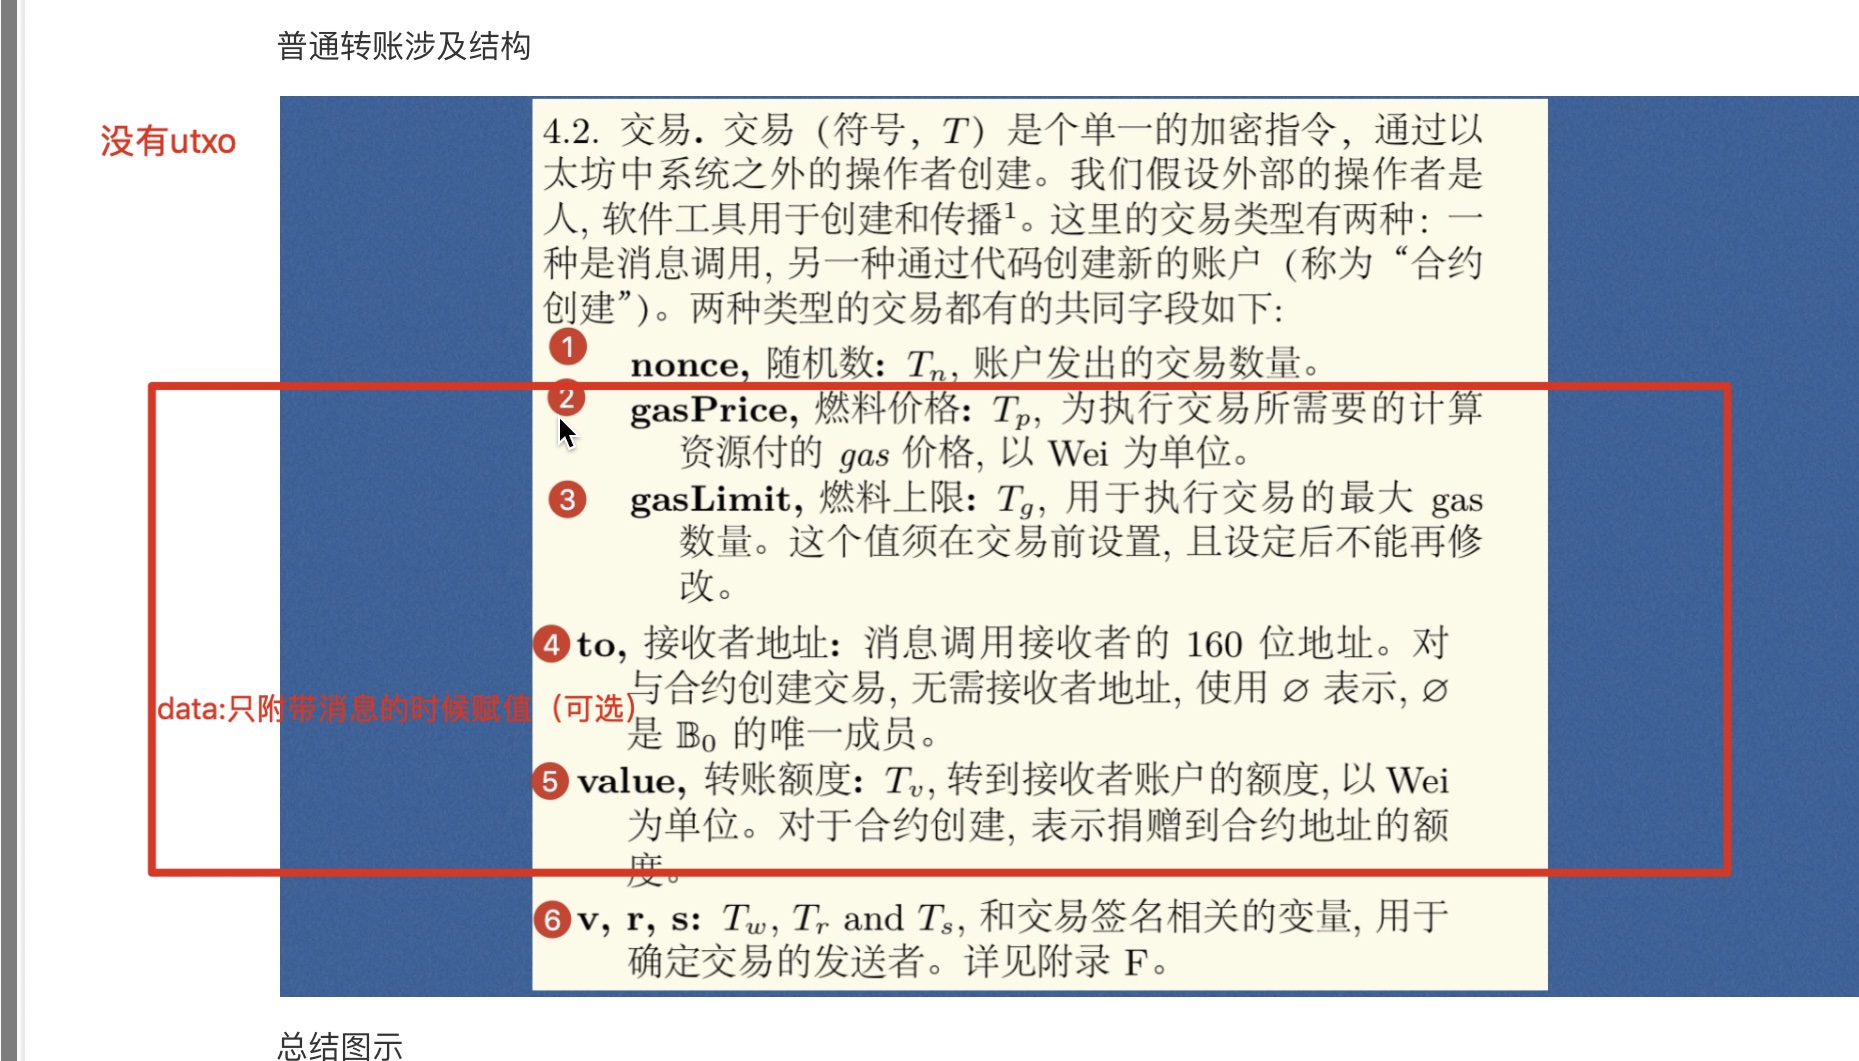 普通转账涉及结构
没有utxo
4.2. 交易. 交易（符号，T）是个单一的加密指令，通过以
太坊中系统之外的操作者创建。我们假设外部的操作者是
人, 软件工具用于创建和传播¹。这里的交易类型有两种: 一
种是消息调用, 另一种通过代码创建新的账户（称为“合约
创建”）。两种类型的交易都有的共同字段如下:
1 nonce, 随机数: Tₙ, 账户发出的交易数量。
2 gasPrice, 燃料价格: Tₚ, 为执行交易所需要的计算
资源付的 gas 价格, 以 Wei 为单位。
3 gasLimit, 燃料上限: T_g, 用于执行交易的最大 gas
数量。这个值须在交易前设置, 且设定后不能再修
改。
4 to, 接收者地址: 消息调用接收者的 160 位地址。对
与合约创建交易, 无需接收者地址, 使用 ∅ 表示, ∅
data:只附带消息的时候赋值（可选）
是 𝔹₀ 的唯一成员。
5 value, 转账额度: Tᵥ, 转到接收者账户的额度, 以 Wei
为单位。对于合约创建, 表示捐赠到合约地址的额
度。
6 v, r, s: T_w, Tᵣ and Tₛ, 和交易签名相关的变量, 用于
确定交易的发送者。详见附录 F。
总结图示